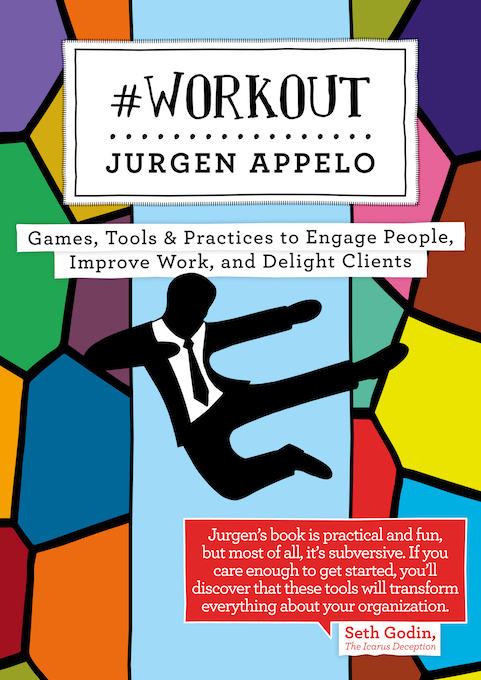 #WORKOUT
JURGEN APPELO
Games, Tools & Practices to Engage People,
Improve Work, and Delight Clients
Jurgen's book is practical and fun,
but most of all, it's subversive. If you
care enough to get started, you'll
discover that these tools will transform
everything about your organization.
Seth Godin,
The Icarus Deception